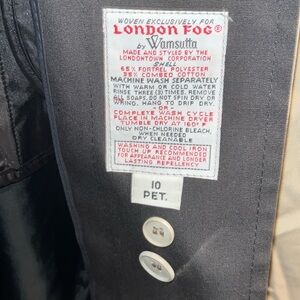 WOVEN EXCLUSIVELY FOR
LONDON FOG®
by Wamsutta
MADE AND STYLED BY THE
LONDONTOWN CORPORATION
SHELL
65% FORTREL POLYESTER
35% COMBED COTTON
MACHINE WASH SEPARATELY
WITH WARM OR COLD WATER
RINSE THREE (3) TIMES. REMOVE
ALL SOAPS. DO NOT SPIN DRY OR
WRING. HANG TO DRIP DRY.
-OR-
COMPLETE WASH CYCLE
PLACE IN MACHINE DRYER
TUMBLE DRY AT 160° F
ONLY NON-CHLORINE BLEACH,
WHEN NEEDED
DRY CLEANABLE
WASHING AND COOL IRON
TOUCH UP RECOMMENDED
FOR APPEARANCE AND LONGER
LASTING REPELLENCY
10
PET.